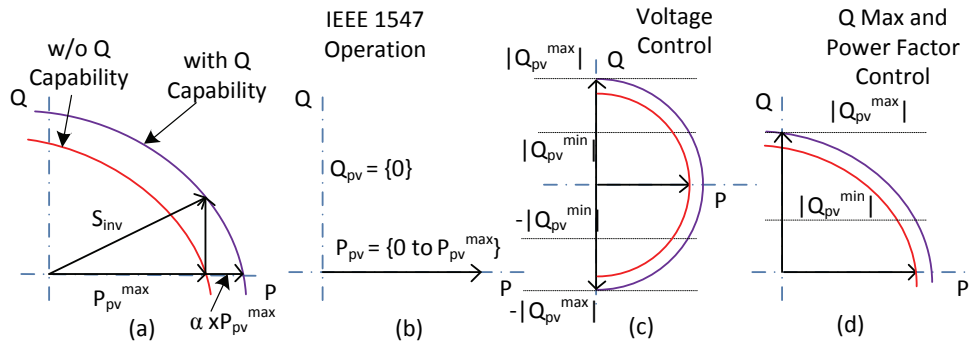 w/o Q
Capability
with Q
Capability
Q
S_inv
P_pv^max
α xP_pv^max
P
(a)
IEEE 1547
Operation
Q_pv = {0}
P_pv = {0 to P_pv^max}
P
(b)
Voltage
Control
|Q_pv^max|
Q
|Q_pv^min|
P
-|Q_pv^min|
-|Q_pv^max|
(c)
Q Max and
Power Factor
Control
Q
|Q_pv^max|
|Q_pv^min|
P
(d)